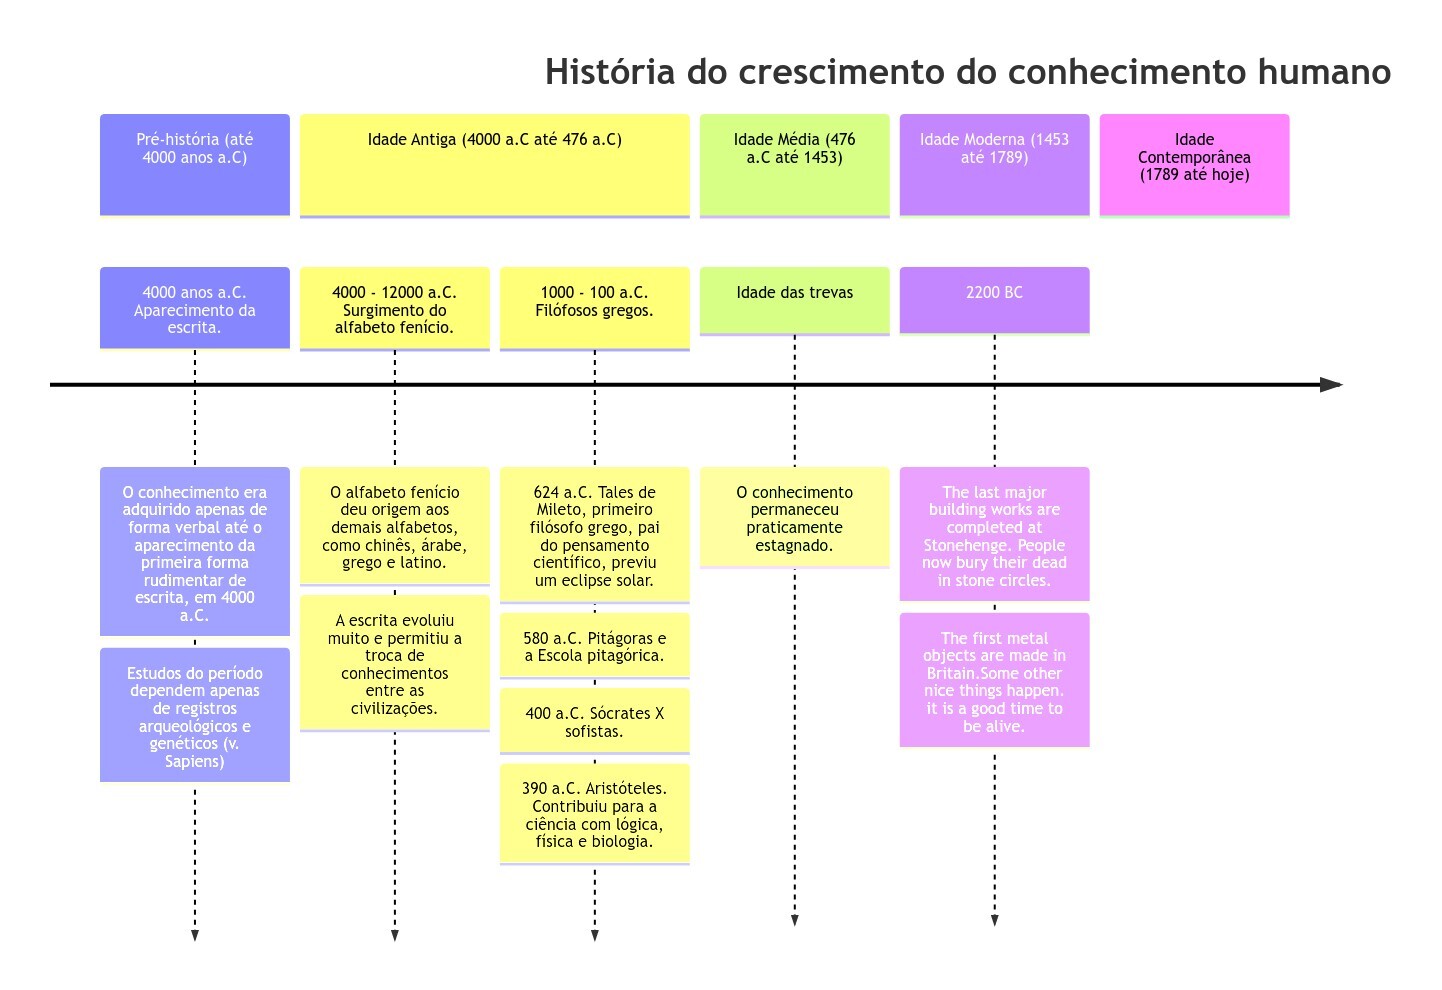 História do crescimento do conhecimento humano
Pré-história (até
4000 anos a.C)
Idade Antiga (4000 a.C até 476 a.C)
Idade Média (476
a.C até 1453)
Idade Moderna (1453
até 1789)
Idade
Contemporânea
(1789 até hoje)
4000 anos a.C.
Aparecimento da
escrita.
4000 - 12000 a.C.
Surgimento do
alfabeto fenício.
1000 - 100 a.C.
Filófosos gregos.
Idade das trevas
2200 BC
O conhecimento era
adquirido apenas de
forma verbal até o
aparecimento da
primeira forma
rudimentar de
escrita, em 4000
a.C.
Estudos do período
dependem apenas
de registros
arqueológicos e
genéticos (v.
Sapiens)
O alfabeto fenício
deu origem aos
demais alfabetos,
como chinês, árabe,
grego e latino.
A escrita evoluiu
muito e permitiu a
troca de
conhecimentos
entre as
civilizações.
624 a.C. Tales de
Mileto, primeiro
filósofo grego, pai
do pensamento
científico, previu
um eclipse solar.
580 a.C. Pitágoras e
a Escola pitagórica.
400 a.C. Sócrates X
sofistas.
390 a.C. Aristóteles.
Contribuiu para a
ciência com lógica,
física e biologia.
O conhecimento
permaneceu
praticamente
estagnado.
The last major
building works are
completed at
Stonehenge. People
now bury their dead
in stone circles.
The first metal
objects are made in
Britain.Some other
nice things happen.
it is a good time to
be alive.